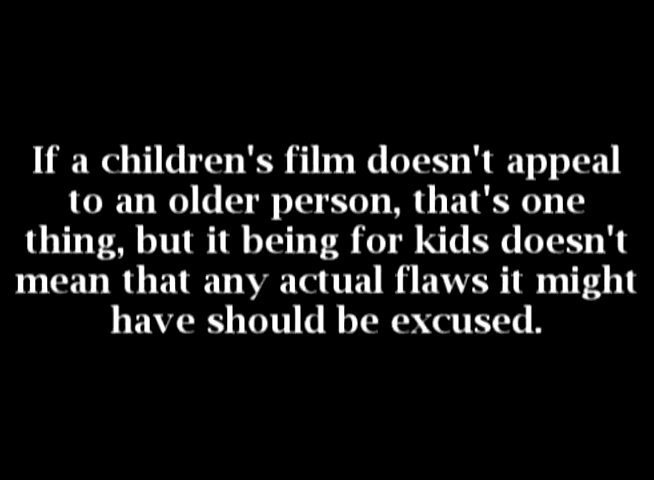 If a children's film doesn't appeal
to an older person, that's one
thing, but it being for kids doesn't
mean that any actual flaws it might
have should be excused.